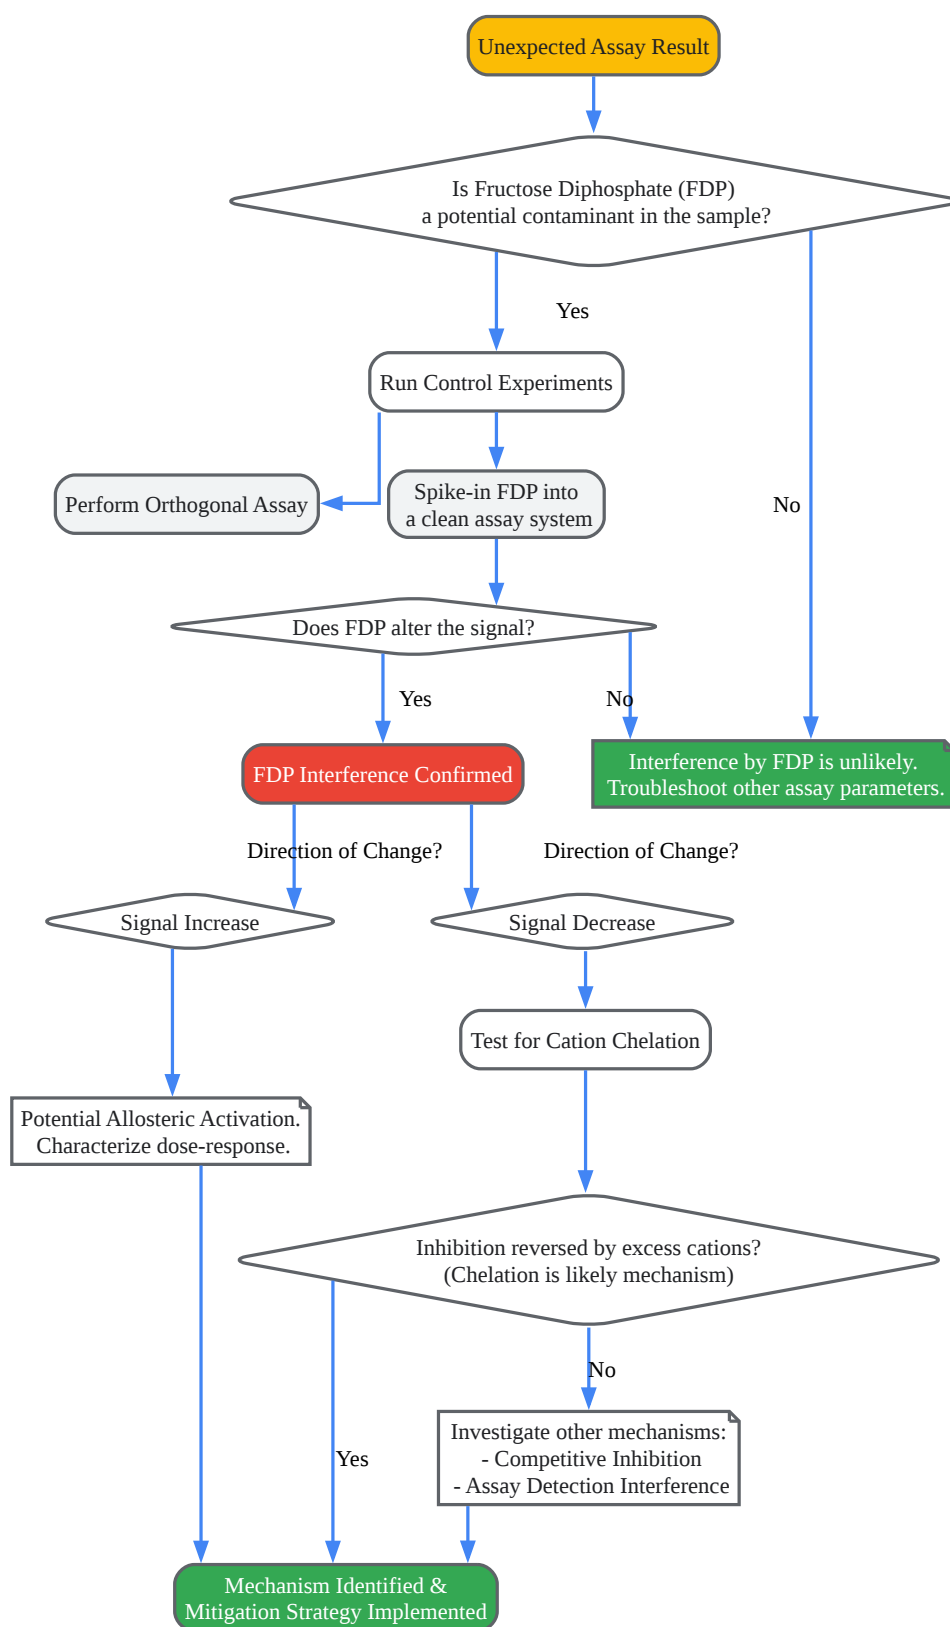 Unexpected Assay Result
Is Fructose Diphosphate (FDP)
a potential contaminant in the sample?
Yes
Run Control Experiments
Perform Orthogonal Assay
Spike-in FDP into
a clean assay system
No
Does FDP alter the signal?
Yes
No
FDP Interference Confirmed
Interference by FDP is unlikely.
Troubleshoot other assay parameters.
Direction of Change?
Direction of Change?
Signal Increase
Signal Decrease
Test for Cation Chelation
Potential Allosteric Activation.
Characterize dose-response.
Inhibition reversed by excess cations?
(Chelation is likely mechanism)
No
Investigate other mechanisms:
- Competitive Inhibition
- Assay Detection Interference
Yes
Mechanism Identified &
Mitigation Strategy Implemented